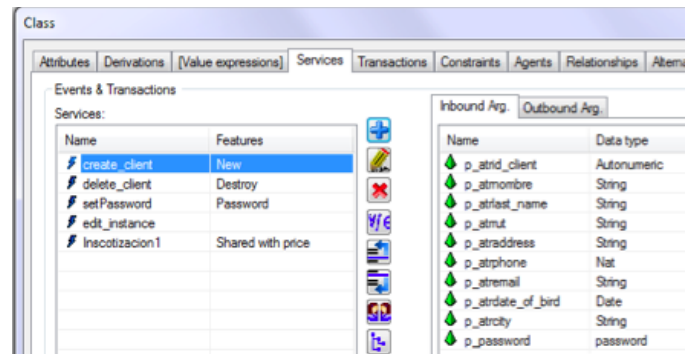 Class
Attributes Derivations [Value expressions] Services Transactions Constraints Agents Relationships Alterna
Events & Transactions
Services:
Name Features
create_client New
delete_client Destroy
setPassword Password
edit_instance
Inscotizacion1 Shared with price
Inbound Arg. Outbound Arg.
Name Data type
p_atrid_client Autonumeric
p_atrnombre String
p_atrlast_name String
p_atrrut String
p_atraddress String
p_atrphone Nat
p_atremail String
p_atrdate_of_bird Date
p_atrcity String
p_password password